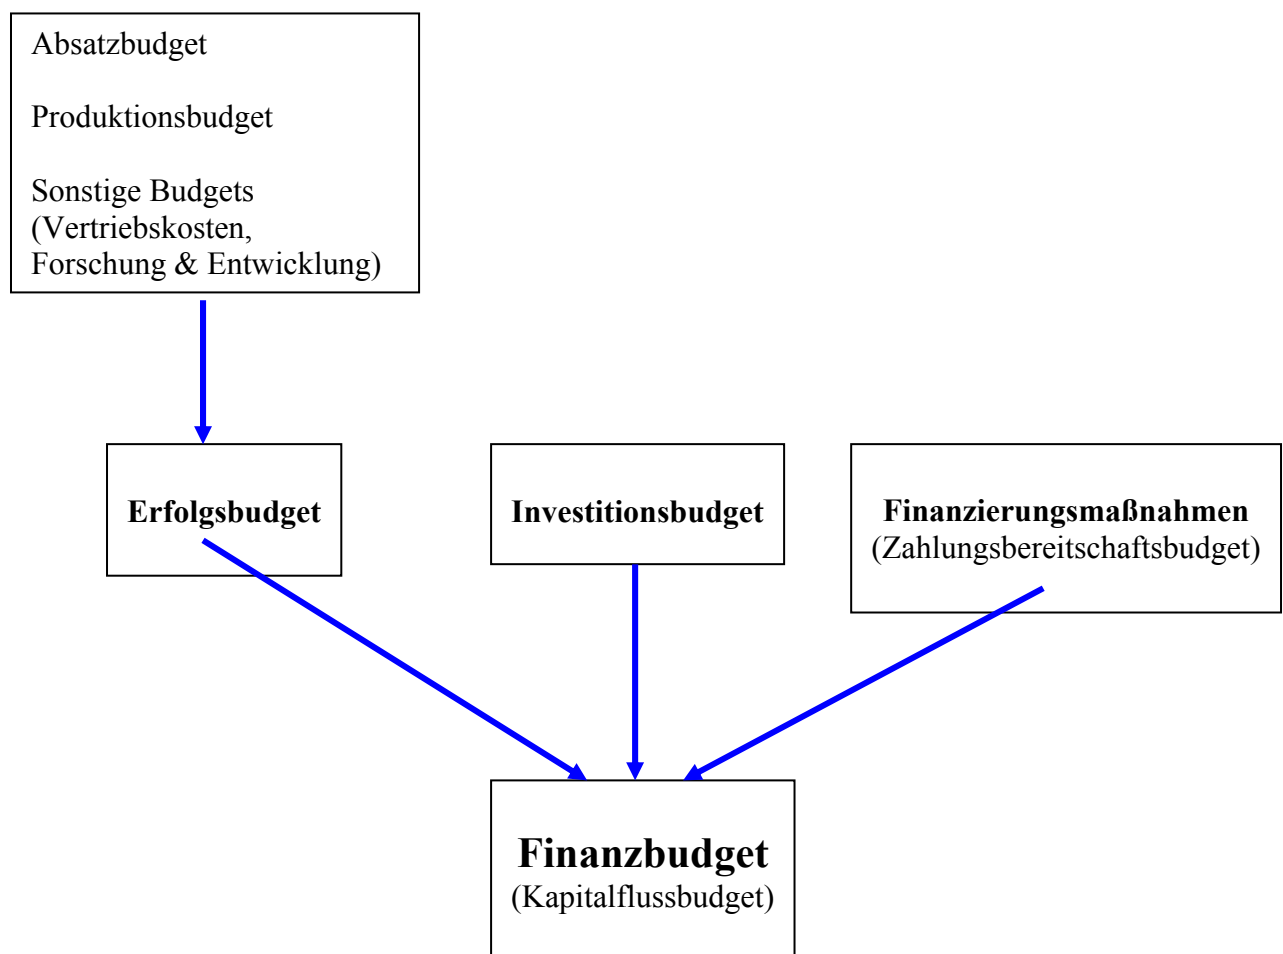 Absatzbudget
Produktionsbudget
Sonstige Budgets
(Vertriebskosten,
Forschung & Entwicklung)
Erfolgsbudget
Investitionsbudget
Finanzierungsmaßnahmen
(Zahlungsbereitschaftsbudget)
Finanzbudget
(Kapitalflussbudget)